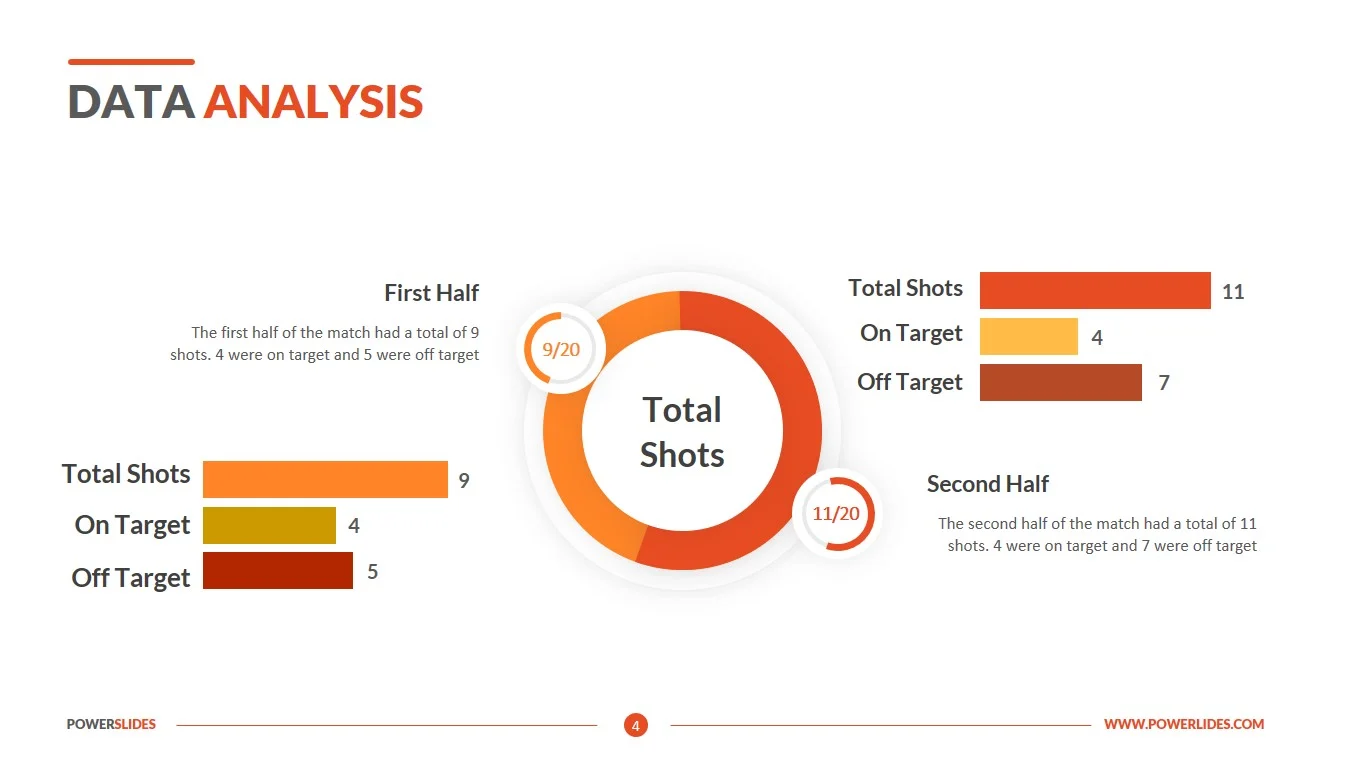 DATA ANALYSIS
First Half
The first half of the match had a total of 9
shots. 4 were on target and 5 were off target
9/20
Total Shots 9
On Target 4
Off Target 5
Total
Shots
Total Shots 11
On Target 4
Off Target 7
11/20
Second Half
The second half of the match had a total of 11
shots. 4 were on target and 7 were off target
POWERSLIDES
4
WWW.POWERLIDES.COM